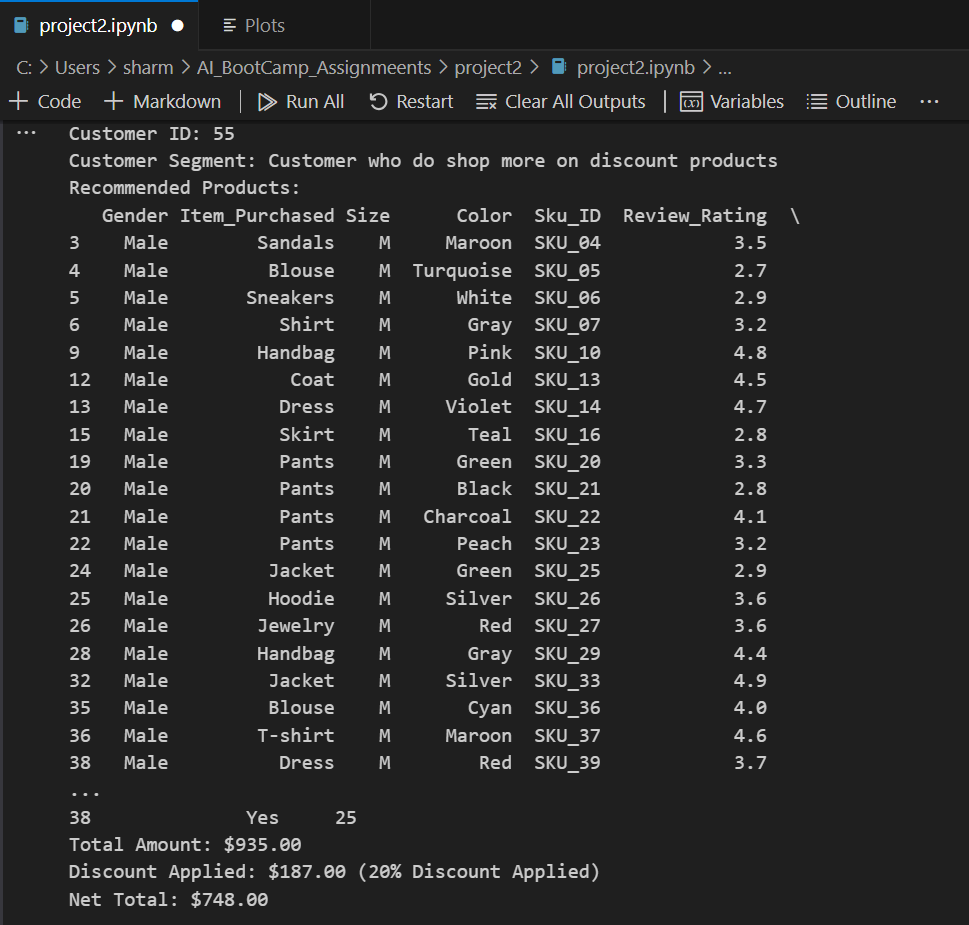 project2.ipynb ● Plots
C: > Users > sharm > AI_BootCamp_Assignmeents > project2 > project2.ipynb > ...
+ Code + Markdown | Run All Restart Clear All Outputs | Variables Outline ...
... Customer ID: 55
Customer Segment: Customer who do shop more on discount products
Recommended Products:
   Gender Item_Purchased Size      Color  Sku_ID  Review_Rating  \
3    Male        Sandals    M     Maroon  SKU_04            3.5
4    Male         Blouse    M  Turquoise  SKU_05            2.7
5    Male       Sneakers    M      White  SKU_06            2.9
6    Male          Shirt    M       Gray  SKU_07            3.2
9    Male        Handbag    M       Pink  SKU_10            4.8
12   Male           Coat    M       Gold  SKU_13            4.5
13   Male          Dress    M     Violet  SKU_14            4.7
15   Male          Skirt    M       Teal  SKU_16            2.8
19   Male          Pants    M      Green  SKU_20            3.3
20   Male          Pants    M      Black  SKU_21            2.8
21   Male          Pants    M   Charcoal  SKU_22            4.1
22   Male          Pants    M      Peach  SKU_23            3.2
24   Male         Jacket    M      Green  SKU_25            2.9
25   Male         Hoodie    M     Silver  SKU_26            3.6
26   Male        Jewelry    M        Red  SKU_27            3.6
28   Male        Handbag    M       Gray  SKU_29            4.4
32   Male         Jacket    M     Silver  SKU_33            4.9
35   Male         Blouse    M       Cyan  SKU_36            4.0
36   Male        T-shirt    M     Maroon  SKU_37            4.6
38   Male          Dress    M        Red  SKU_39            3.7
...
38              Yes     25
Total Amount: $935.00
Discount Applied: $187.00 (20% Discount Applied)
Net Total: $748.00